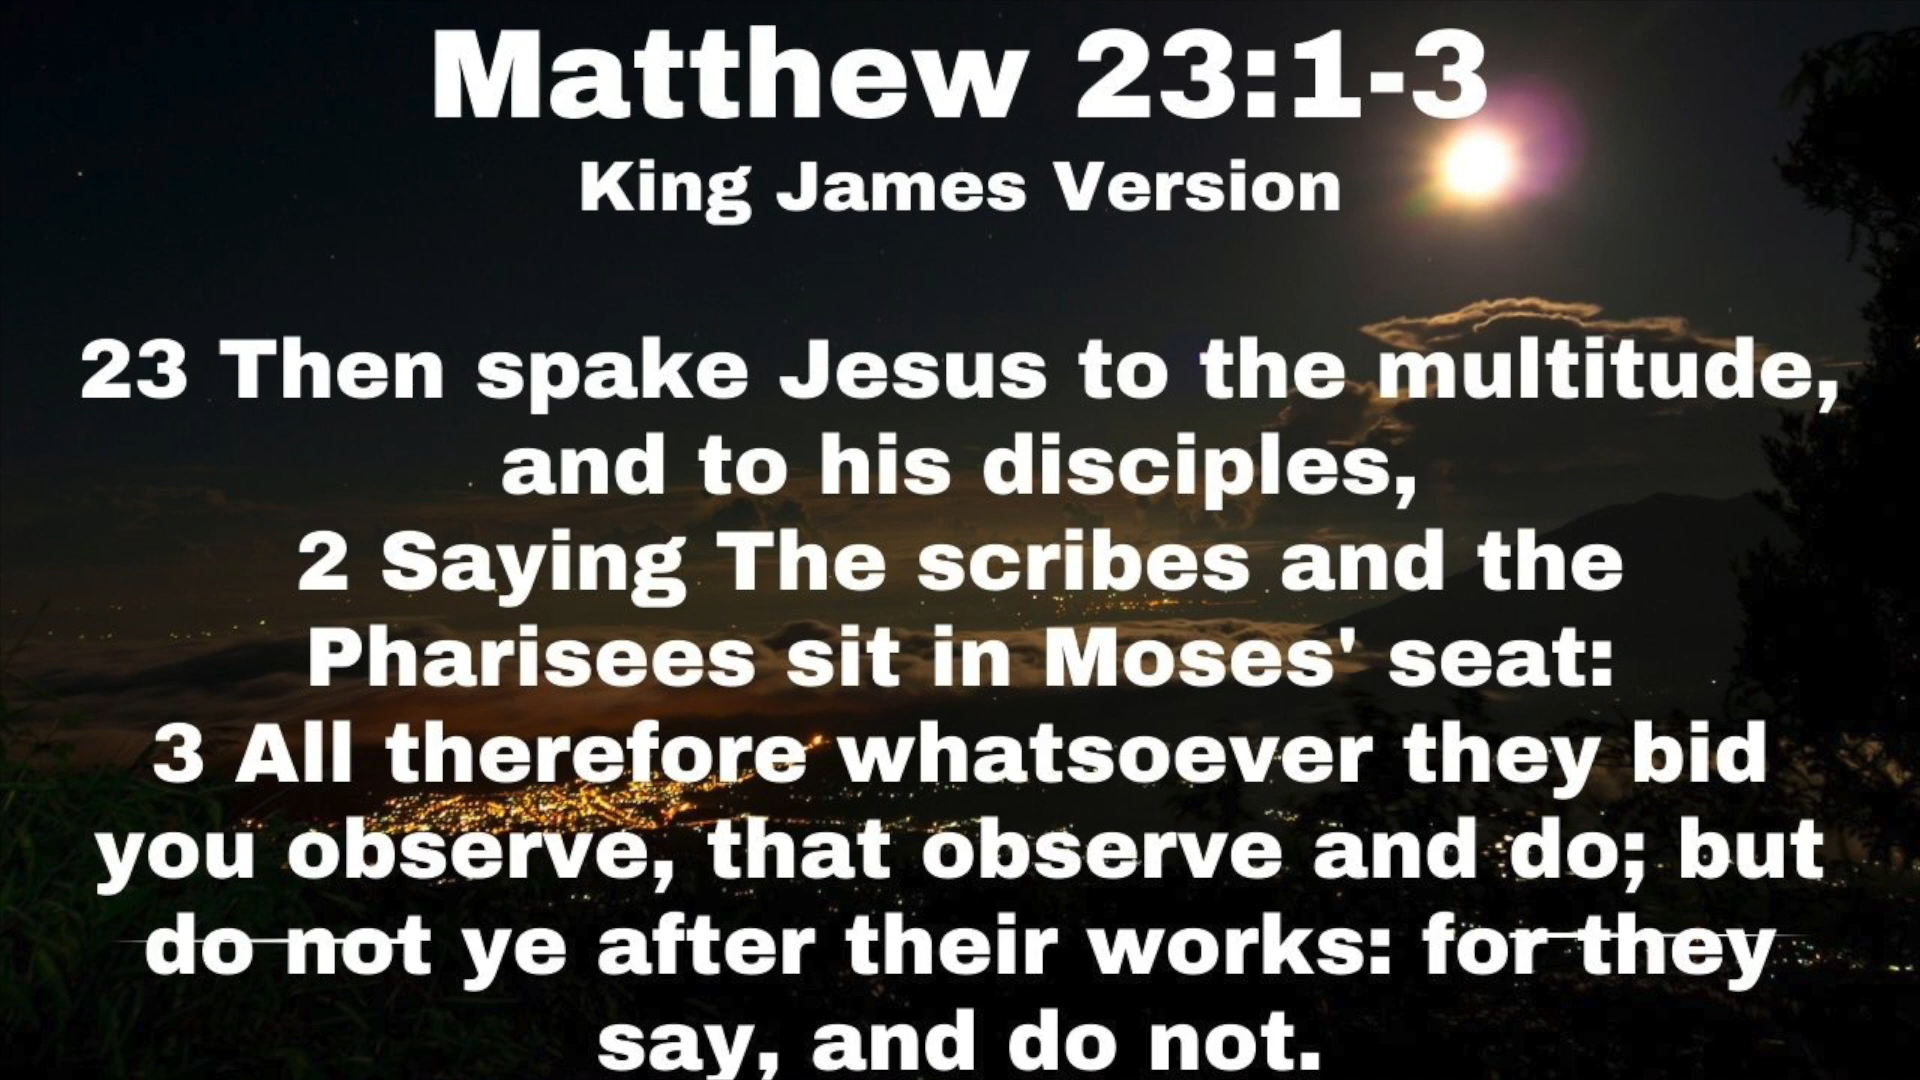 Matthew 23:1-3
King James Version
23 Then spake Jesus to the multitude,
and to his disciples,
2 Saying The scribes and the
Pharisees sit in Moses' seat:
3 All therefore whatsoever they bid
you observe, that observe and do; but
do not ye after their works: for they
say, and do not.